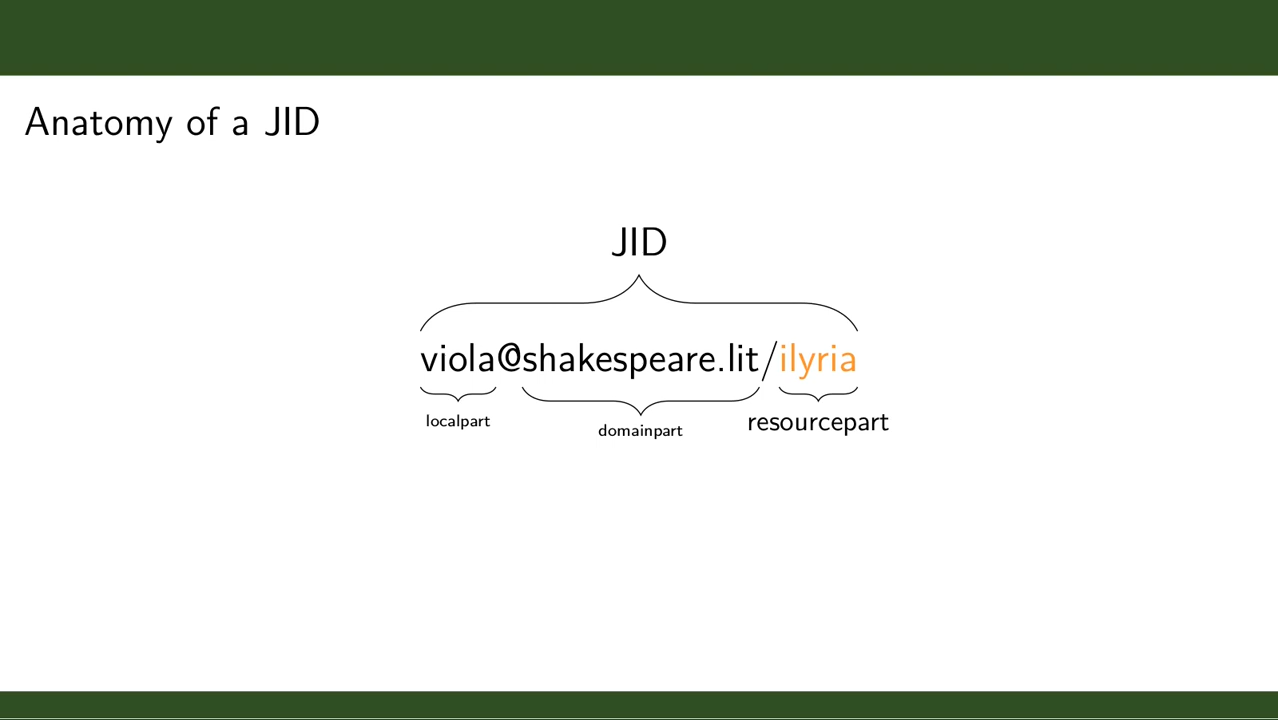 Anatomy of a JID
JID
viola@shakespeare.lit/ilyria
localpart
domainpart
resourcepart